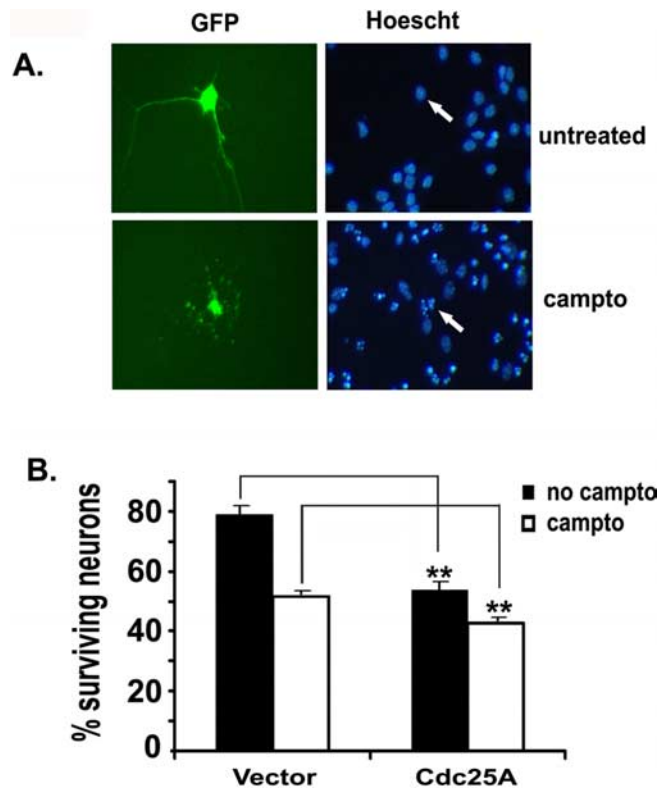 GFP Hoescht
A.
untreated
campto
B.
% surviving neurons
80
60
40
20
0
no campto
campto
**
**
Vector Cdc25A